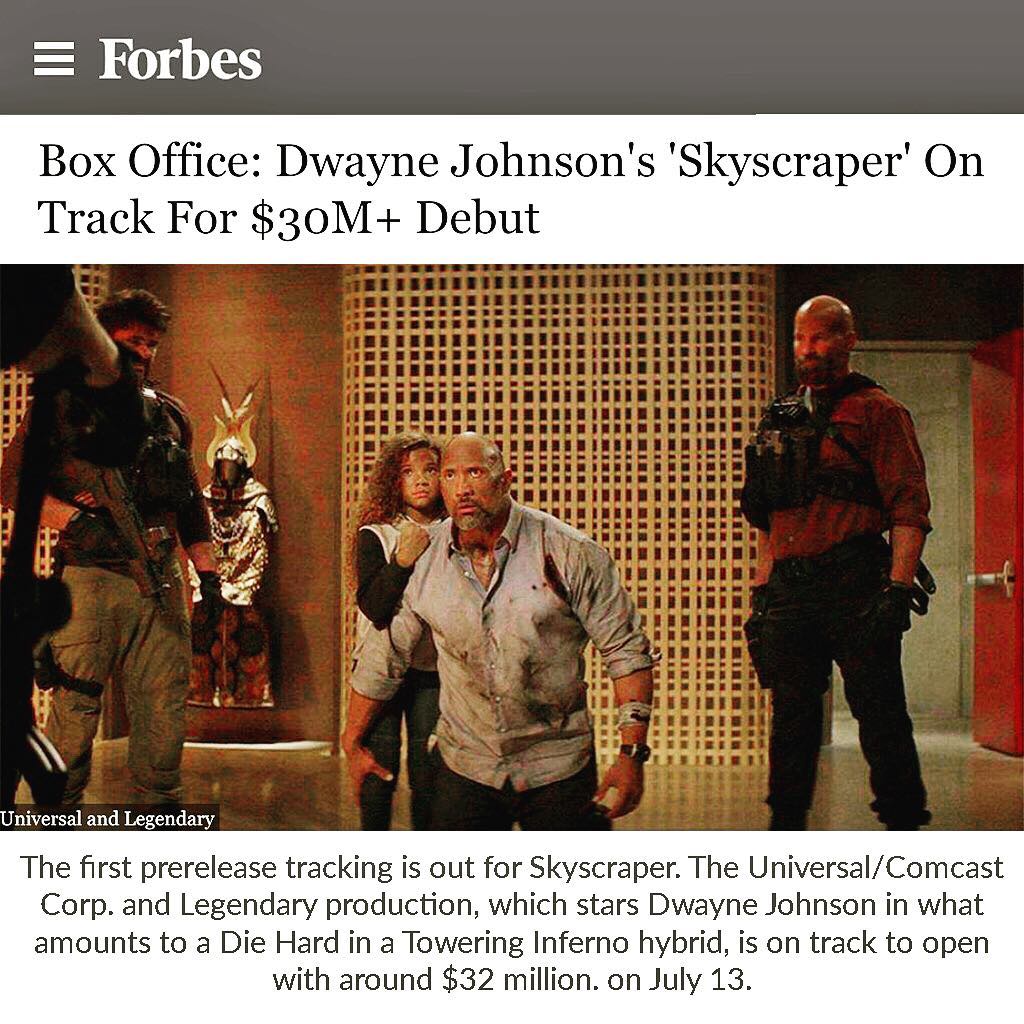 Forbes
Box Office: Dwayne Johnson's 'Skyscraper' On
Track For $30M+ Debut
Universal and Legendary
The first prerelease tracking is out for Skyscraper. The Universal/Comcast
Corp. and Legendary production, which stars Dwayne Johnson in what
amounts to a Die Hard in a Towering Inferno hybrid, is on track to open
with around $32 million. on July 13.